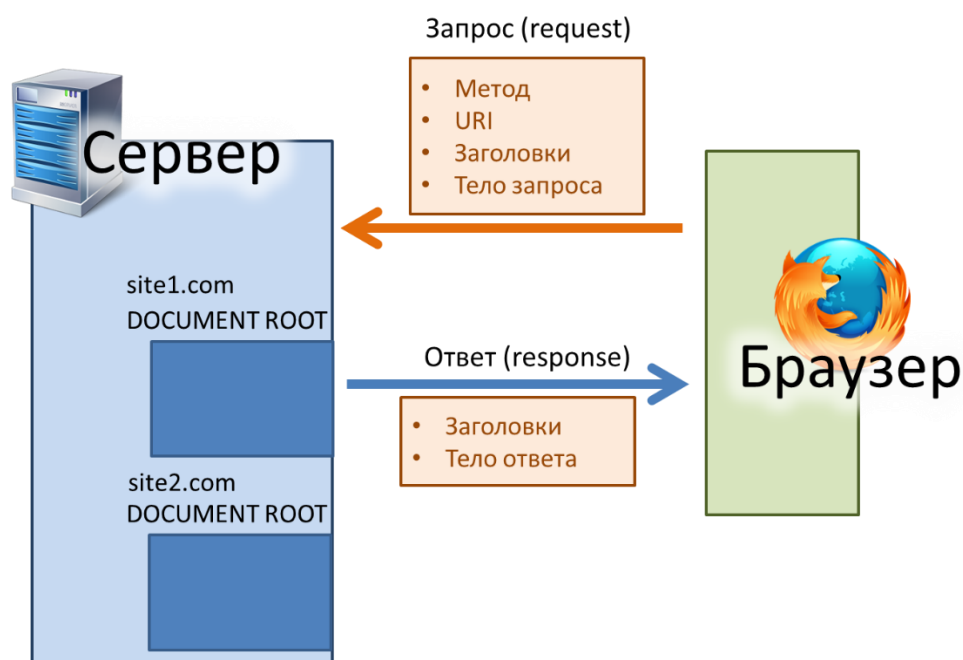 Запрос (request)
• Метод
• URI
• Заголовки
• Тело запроса
Сервер
site1.com
DOCUMENT ROOT
Ответ (response)
Браузер
• Заголовки
• Тело ответа
site2.com
DOCUMENT ROOT